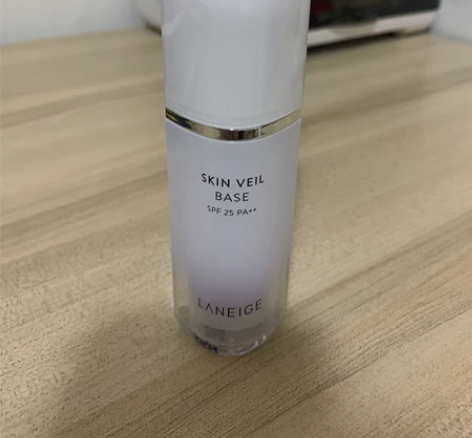 SKIN VEIL
BASE
SPF 25 PA++
LANEIGE